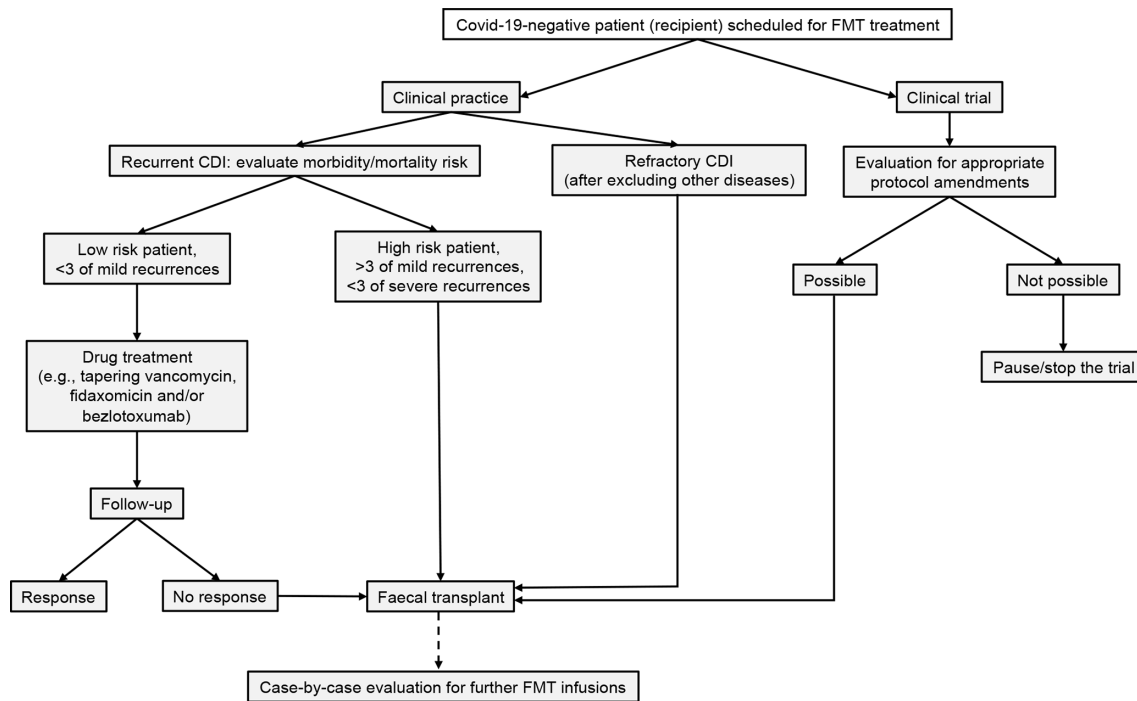 Covid-19-negative patient (recipient) scheduled for FMT treatment
Clinical practice
Clinical trial
Recurrent CDI: evaluate morbidity/mortality risk
Refractory CDI
(after excluding other diseases)
Evaluation for appropriate
protocol amendments
Low risk patient,
<3 of mild recurrences
High risk patient,
>3 of mild recurrences,
<3 of severe recurrences
Possible
Not possible
Drug treatment
(e.g., tapering vancomycin,
fidaxomicin and/or
bezlotoxumab)
Pause/stop the trial
Follow-up
Response
No response
Faecal transplant
Case-by-case evaluation for further FMT infusions